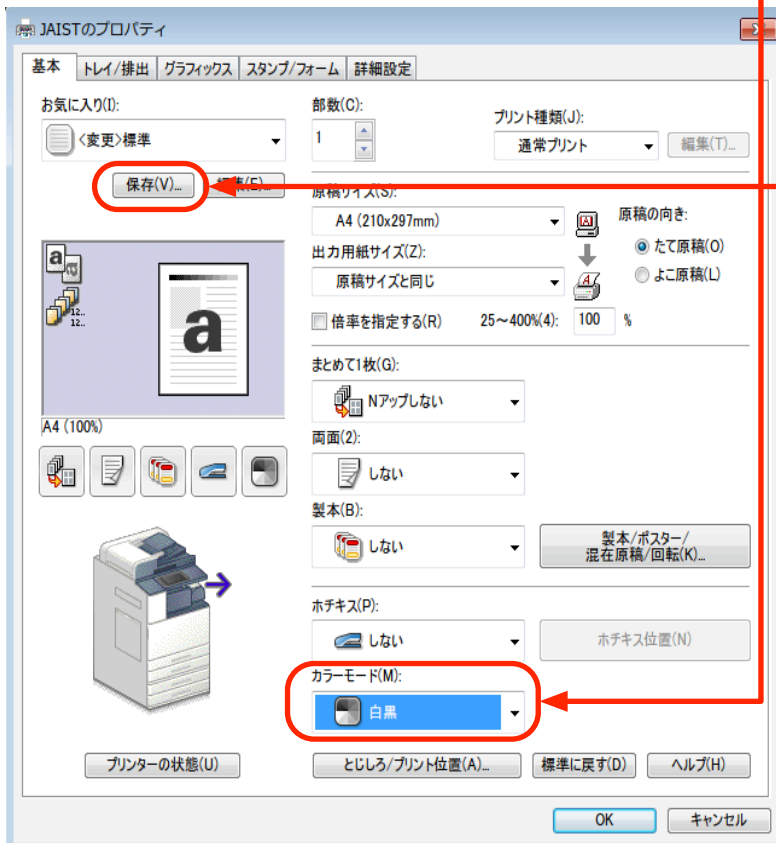 JAISTのプロパティ
基本 トレイ/排出 グラフィックス スタンプ/フォーム 詳細設定
お気に入り(I):
<変更>標準
保存(V)... 編集(E)...
部数(C):
1
プリント種類(J):
通常プリント 編集(T)...
原稿サイズ(S):
A4 (210x297mm)
出力用紙サイズ(Z):
原稿サイズと同じ
原稿の向き:
たて原稿(O)
よこ原稿(L)
倍率を指定する(R) 25～400%(4): 100 %
a
a
12..
12..
a
A4 (100%)
まとめて1枚(G):
Nアップしない
両面(2):
しない
製本(B):
しない
製本/ポスター/
混在原稿/回転(K)...
ホチキス(P):
しない ホチキス位置(N)
カラーモード(M):
白黒
プリンターの状態(U) とじしろ/プリント位置(A)... 標準に戻す(D) ヘルプ(H)
OK キャンセル